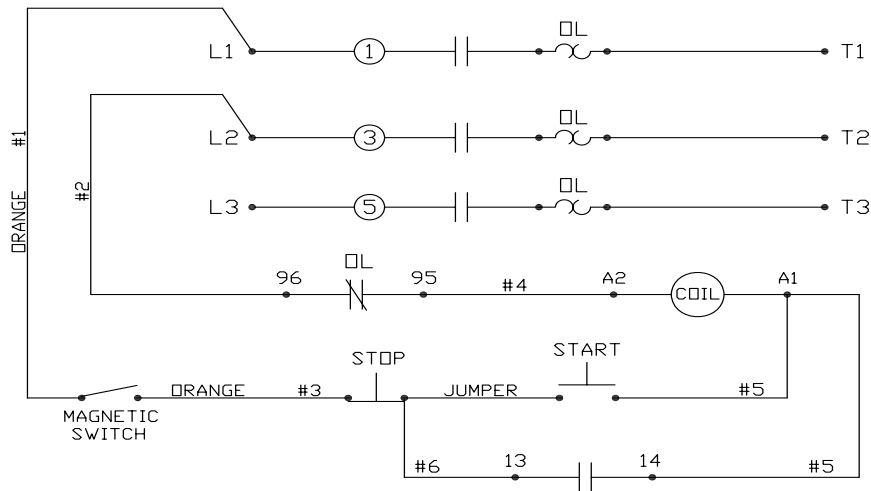 OL
L1 1 T1
OL
L2 3 T2
OL
L3 5 T3
#1
ORANGE
#2
OL
96 95 #4 A2 COIL A1
STOP START
ORANGE #3 JUMPER #5
MAGNETIC
SWITCH
#6 13 14 #5